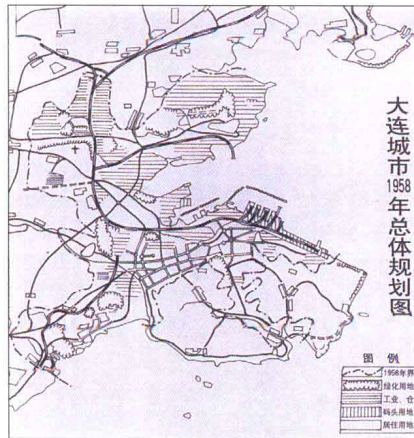 大连城市1958年总体规划图
图 例
1958年界
绿化用地
工业、仓
码头用地
居住用地